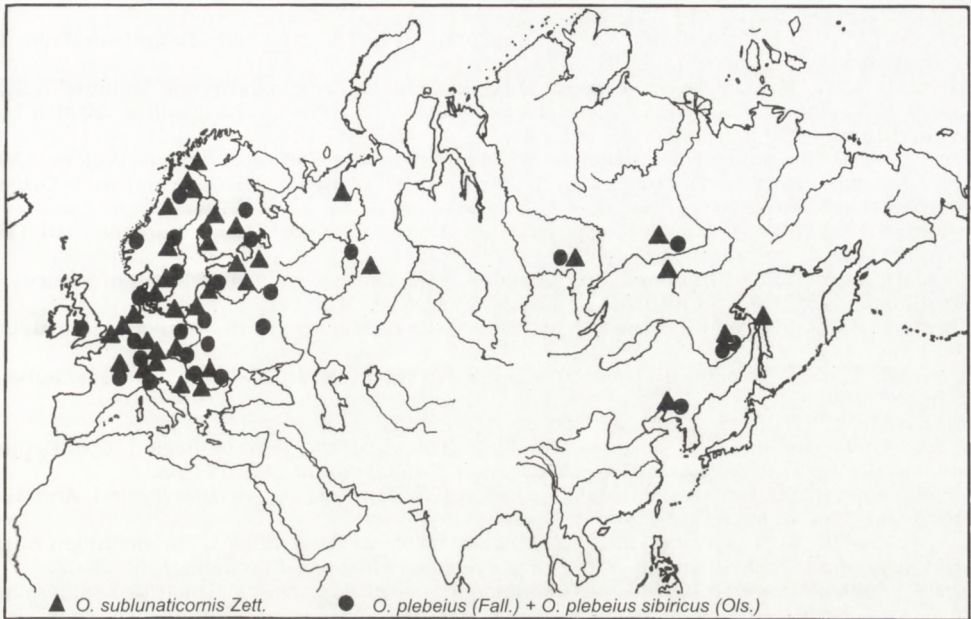 ▲ O. sublunaticornis Zett. ● O. plebeius (Fall.) + O. plebeius sibiricus (Ols.)